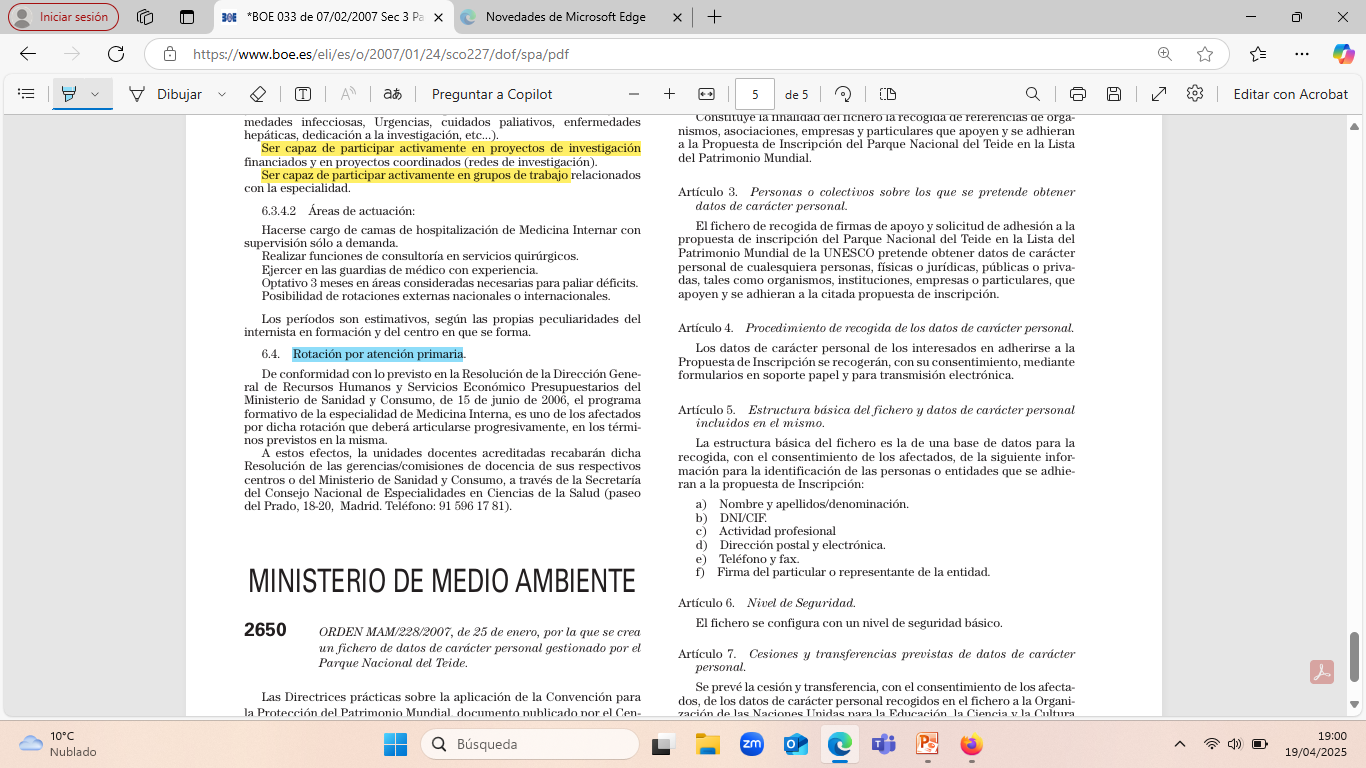 Iniciar sesión
*BOE 033 de 07/02/2007 Sec 3 Pa
Novedades de Microsoft Edge
https://www.boe.es/eli/es/o/2007/01/24/sco227/dof/spa/pdf
Dibujar
Preguntar a Copilot
5
de 5
Editar con Acrobat
medades infecciosas, Urgencias, cuidados paliativos, enfermedades
hepáticas, dedicación a la investigación, etc...).
Ser capaz de participar activamente en proyectos de investigación
financiados y en proyectos coordinados (redes de investigación).
Ser capaz de participar activamente en grupos de trabajo relacionados
con la especialidad.
6.3.4.2 Áreas de actuación:
Hacerse cargo de camas de hospitalización de Medicina Internar con
supervisión sólo a demanda.
Realizar funciones de consultoría en servicios quirúrgicos.
Ejercer en las guardias de médico con experiencia.
Optativo 3 meses en áreas consideradas necesarias para paliar déficits.
Posibilidad de rotaciones externas nacionales o internacionales.
Los períodos son estimativos, según las propias peculiaridades del
internista en formación y del centro en que se forma.
6.4. Rotación por atención primaria.
De conformidad con lo previsto en la Resolución de la Dirección Gene-
ral de Recursos Humanos y Servicios Económico Presupuestarios del
Ministerio de Sanidad y Consumo, de 15 de junio de 2006, el programa
formativo de la especialidad de Medicina Interna, es uno de los afectados
por dicha rotación que deberá articularse progresivamente, en los térmi-
nos previstos en la misma.
A estos efectos, la unidades docentes acreditadas recabarán dicha
Resolución de las gerencias/comisiones de docencia de sus respectivos
centros o del Ministerio de Sanidad y Consumo, a través de la Secretaría
del Consejo Nacional de Especialidades en Ciencias de la Salud (paseo
del Prado, 18-20, Madrid. Teléfono: 91 596 17 81).
MINISTERIO DE MEDIO AMBIENTE
2650
ORDEN MAM/228/2007, de 25 de enero, por la que se crea
un fichero de datos de carácter personal gestionado por el
Parque Nacional del Teide.
Las Directrices prácticas sobre la aplicación de la Convención para
la Protección del Patrimonio Mundial, documento publicado por el Cen-
Constituye la finalidad del fichero la recogida de referencias de orga-
nismos, asociaciones, empresas y particulares que apoyen y se adhieran
a la Propuesta de Inscripción del Parque Nacional del Teide en la Lista
del Patrimonio Mundial.
Artículo 3. Personas o colectivos sobre los que se pretende obtener
datos de carácter personal.
El fichero de recogida de firmas de apoyo y solicitud de adhesión a la
propuesta de inscripción del Parque Nacional del Teide en la Lista del
Patrimonio Mundial de la UNESCO pretende obtener datos de carácter
personal de cualesquiera personas, físicas o jurídicas, públicas o priva-
das, tales como organismos, instituciones, empresas o particulares, que
apoyen y se adhieran a la citada propuesta de inscripción.
Artículo 4. Procedimiento de recogida de los datos de carácter personal.
Los datos de carácter personal de los interesados en adherirse a la
Propuesta de Inscripción se recogerán, con su consentimiento, mediante
formularios en soporte papel y para transmisión electrónica.
Artículo 5. Estructura básica del fichero y datos de carácter personal
incluidos en el mismo.
La estructura básica del fichero es la de una base de datos para la
recogida, con el consentimiento de los afectados, de la siguiente infor-
mación para la identificación de las personas o entidades que se adhie-
ran a la propuesta de Inscripción:
a) Nombre y apellidos/denominación.
b) DNI/CIF.
c) Actividad profesional
d) Dirección postal y electrónica.
e) Teléfono y fax.
f) Firma del particular o representante de la entidad.
Artículo 6. Nivel de Seguridad.
El fichero se configura con un nivel de seguridad básico.
Artículo 7. Cesiones y transferencias previstas de datos de carácter
personal.
Se prevé la cesión y transferencia, con el consentimiento de los afecta-
dos, de los datos de carácter personal recogidos en el fichero a la Organi-
zación de las Naciones Unidas para la Educación, la Ciencia y la Cultura
10°C
Nublado
Búsqueda
19:00
19/04/2025